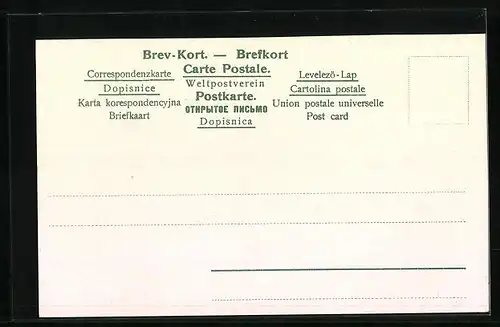 Brev-Kort. — Brefkort
Correspondenzkarte
Dopisnice
Karta korespondencyjna
Briefkaart
Carte Postale.
Weltpostverein
Postkarte.
ОТКРЫТОЕ ПИСЬМО
Dopisnica
Levelező-Lap
Cartolina postale
Union postale universelle
Post card